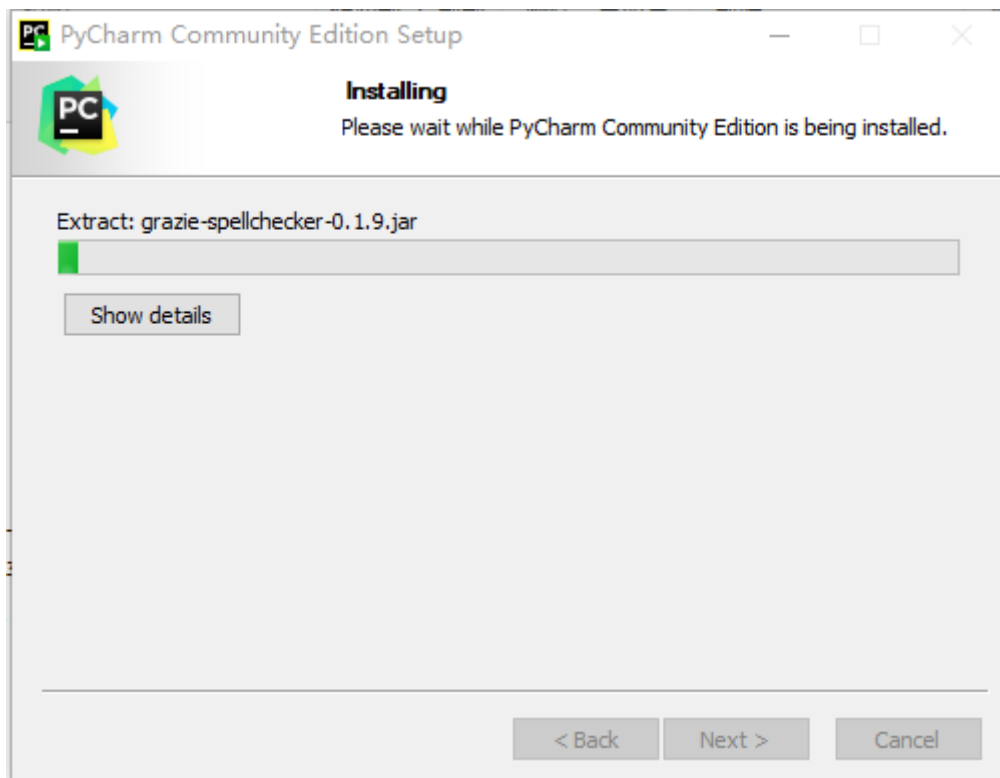 PyCharm Community Edition Setup
PC
Installing
Please wait while PyCharm Community Edition is being installed.
Extract: grazie-spellchecker-0.1.9.jar
Show details
< Back
Next >
Cancel